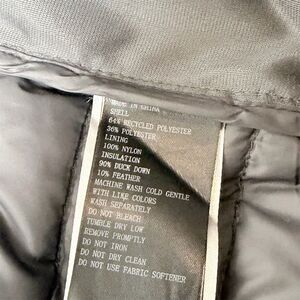 MADE IN CHINA
SHELL
64% RECYCLED POLYESTER
36% POLYESTER
LINING
100% NYLON
INSULATION
90% DUCK DOWN
10% FEATHER
MACHINE WASH COLD GENTLE
WITH LIKE COLORS
WASH SEPARATELY
DO NOT BLEACH
TUMBLE DRY LOW
REMOVE PROMPTLY
DO NOT IRON
DO NOT DRY CLEAN
DO NOT USE FABRIC SOFTENER